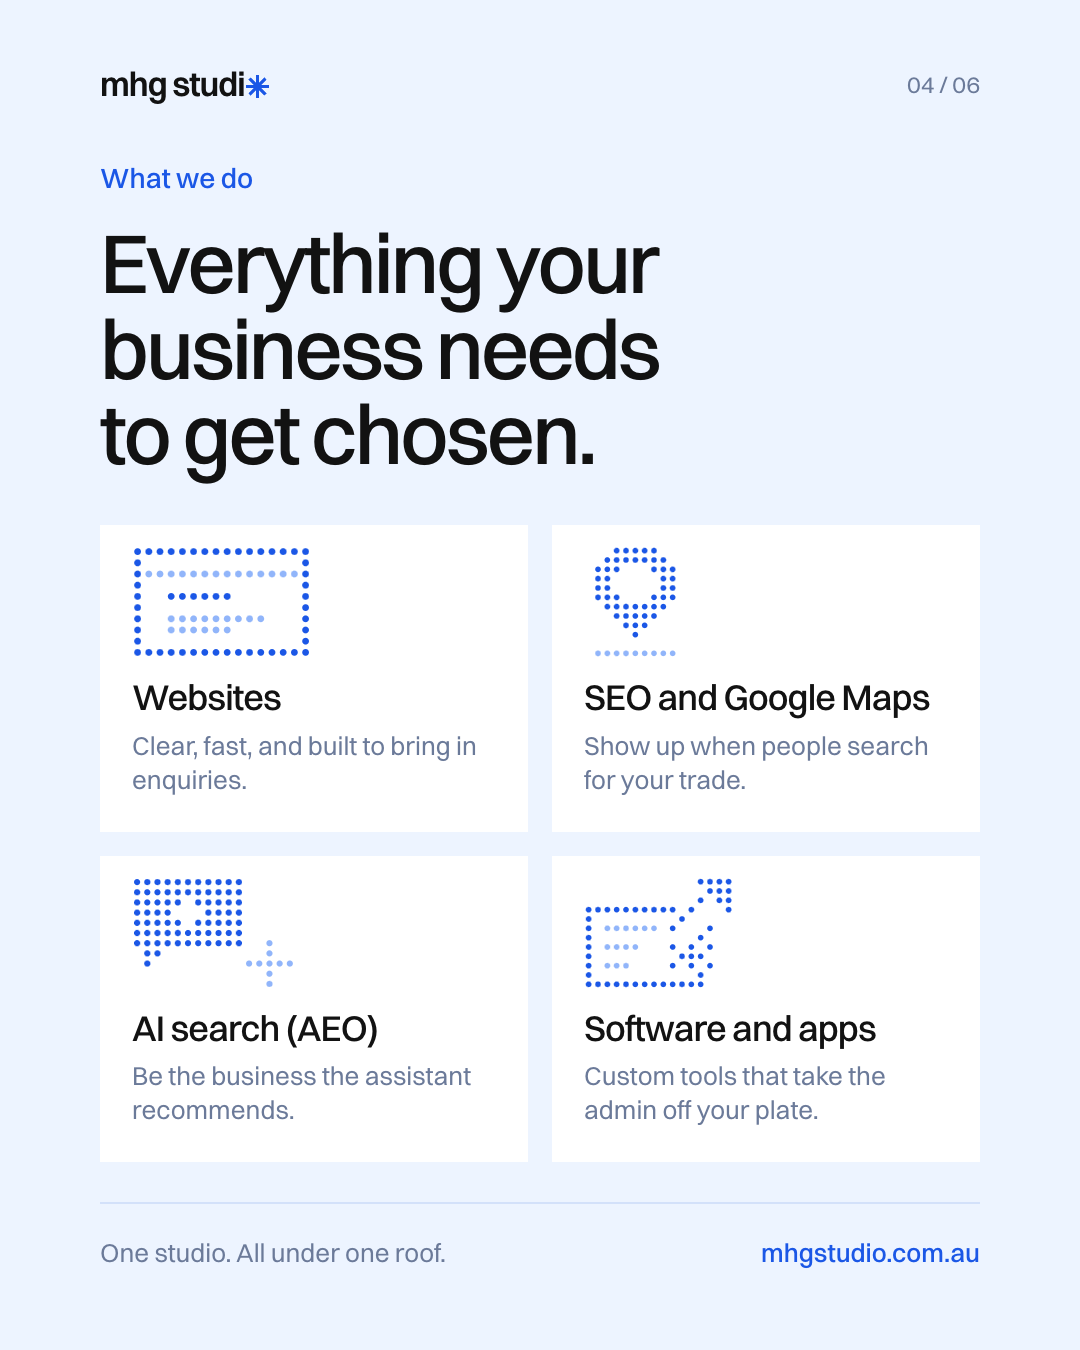 mhg studi*
04 / 06
What we do
Everything your
business needs
to get chosen.
Websites
Clear, fast, and built to bring in
enquiries.
SEO and Google Maps
Show up when people search
for your trade.
AI search (AEO)
Be the business the assistant
recommends.
Software and apps
Custom tools that take the
admin off your plate.
One studio. All under one roof.
mhgstudio.com.au